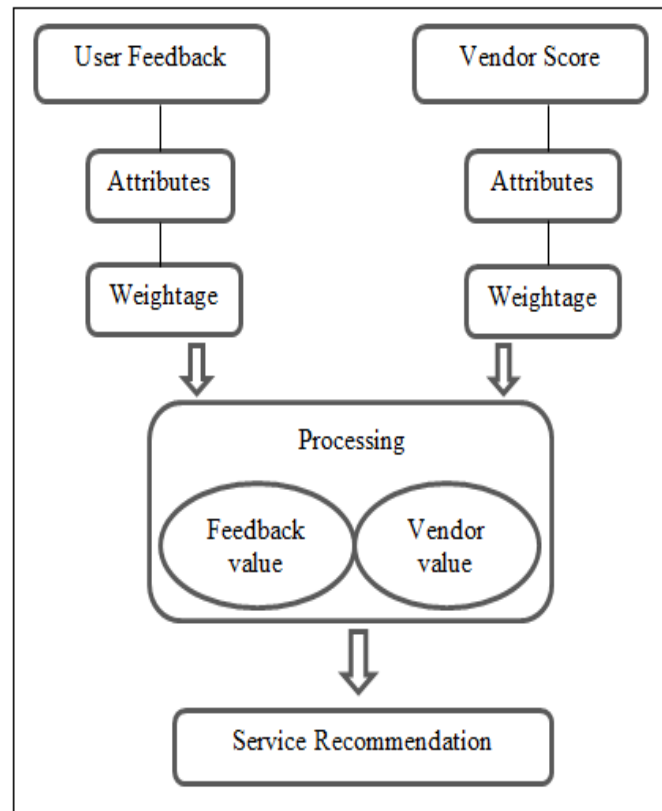 User Feedback
Vendor Score
Attributes
Attributes
Weightage
Weightage
Processing
Feedback
value
Vendor
value
Service Recommendation